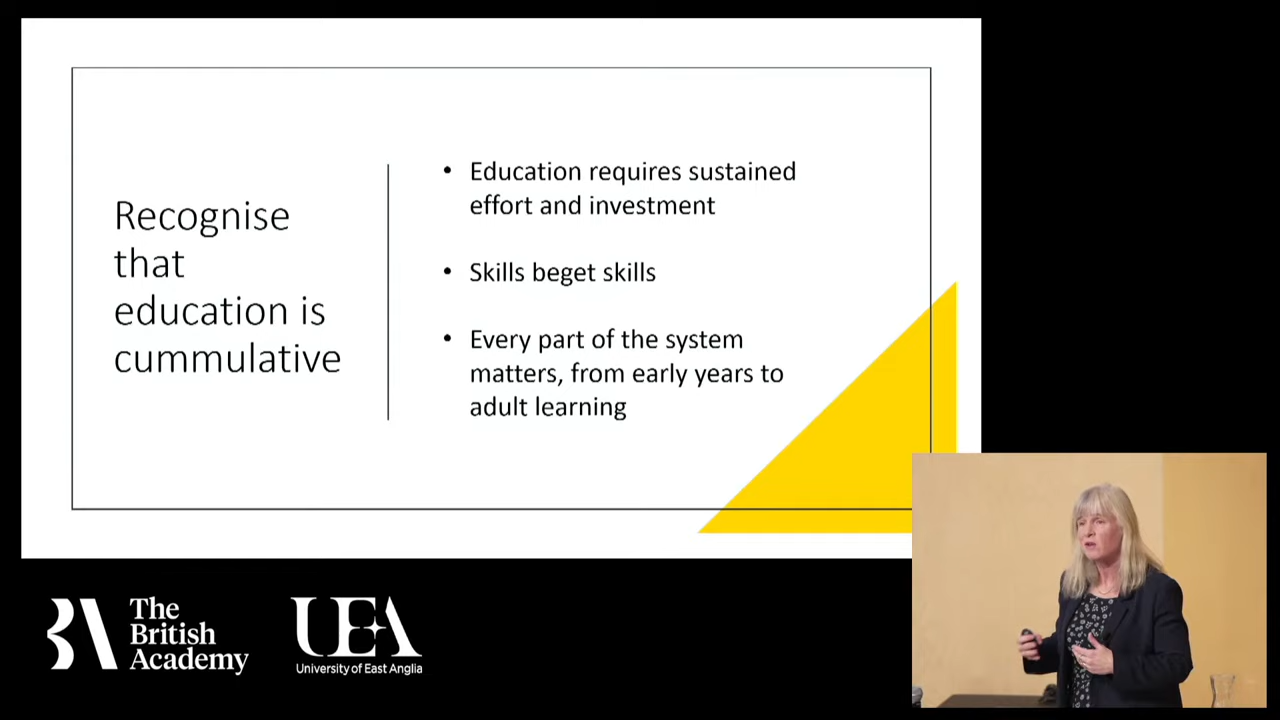 Recognise
that
education is
cummulative
• Education requires sustained
effort and investment
• Skills beget skills
• Every part of the system
matters, from early years to
adult learning
The
British
Academy
UEA
University of East Anglia